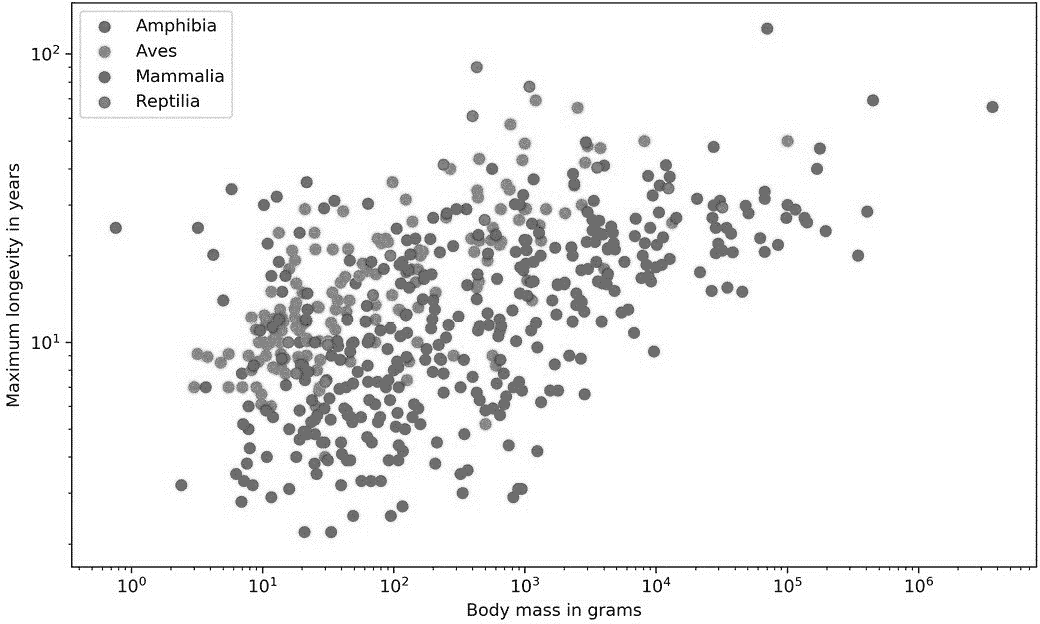 Amphibia
Aves
Mammalia
Reptilia
Maximum longevity in years
10²
10¹
10⁰ 10¹ 10² 10³ 10⁴ 10⁵ 10⁶
Body mass in grams